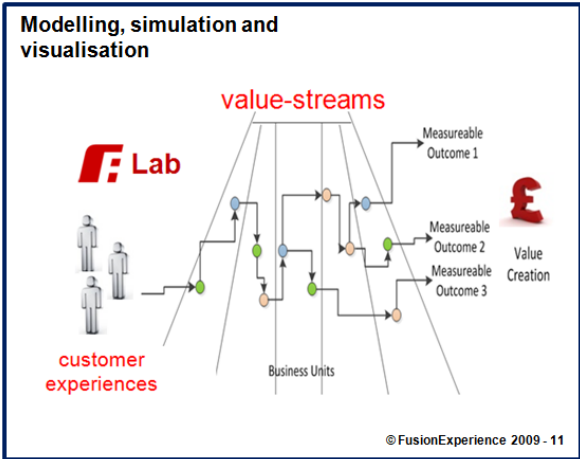 Modelling, simulation and
visualisation
value-streams
Lab
Measureable
Outcome 1
Measureable
Outcome 2
Measureable
Outcome 3
£
Value
Creation
customer
experiences
Business Units
© FusionExperience 2009 - 11